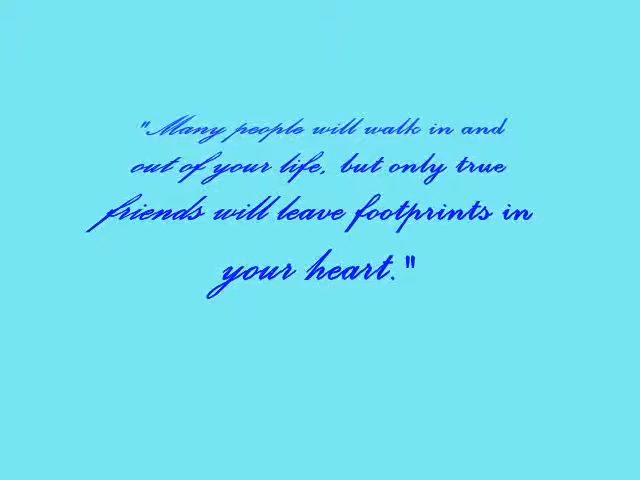 "Many people will walk in and
out of your life, but only true
friends will leave footprints in
your heart."